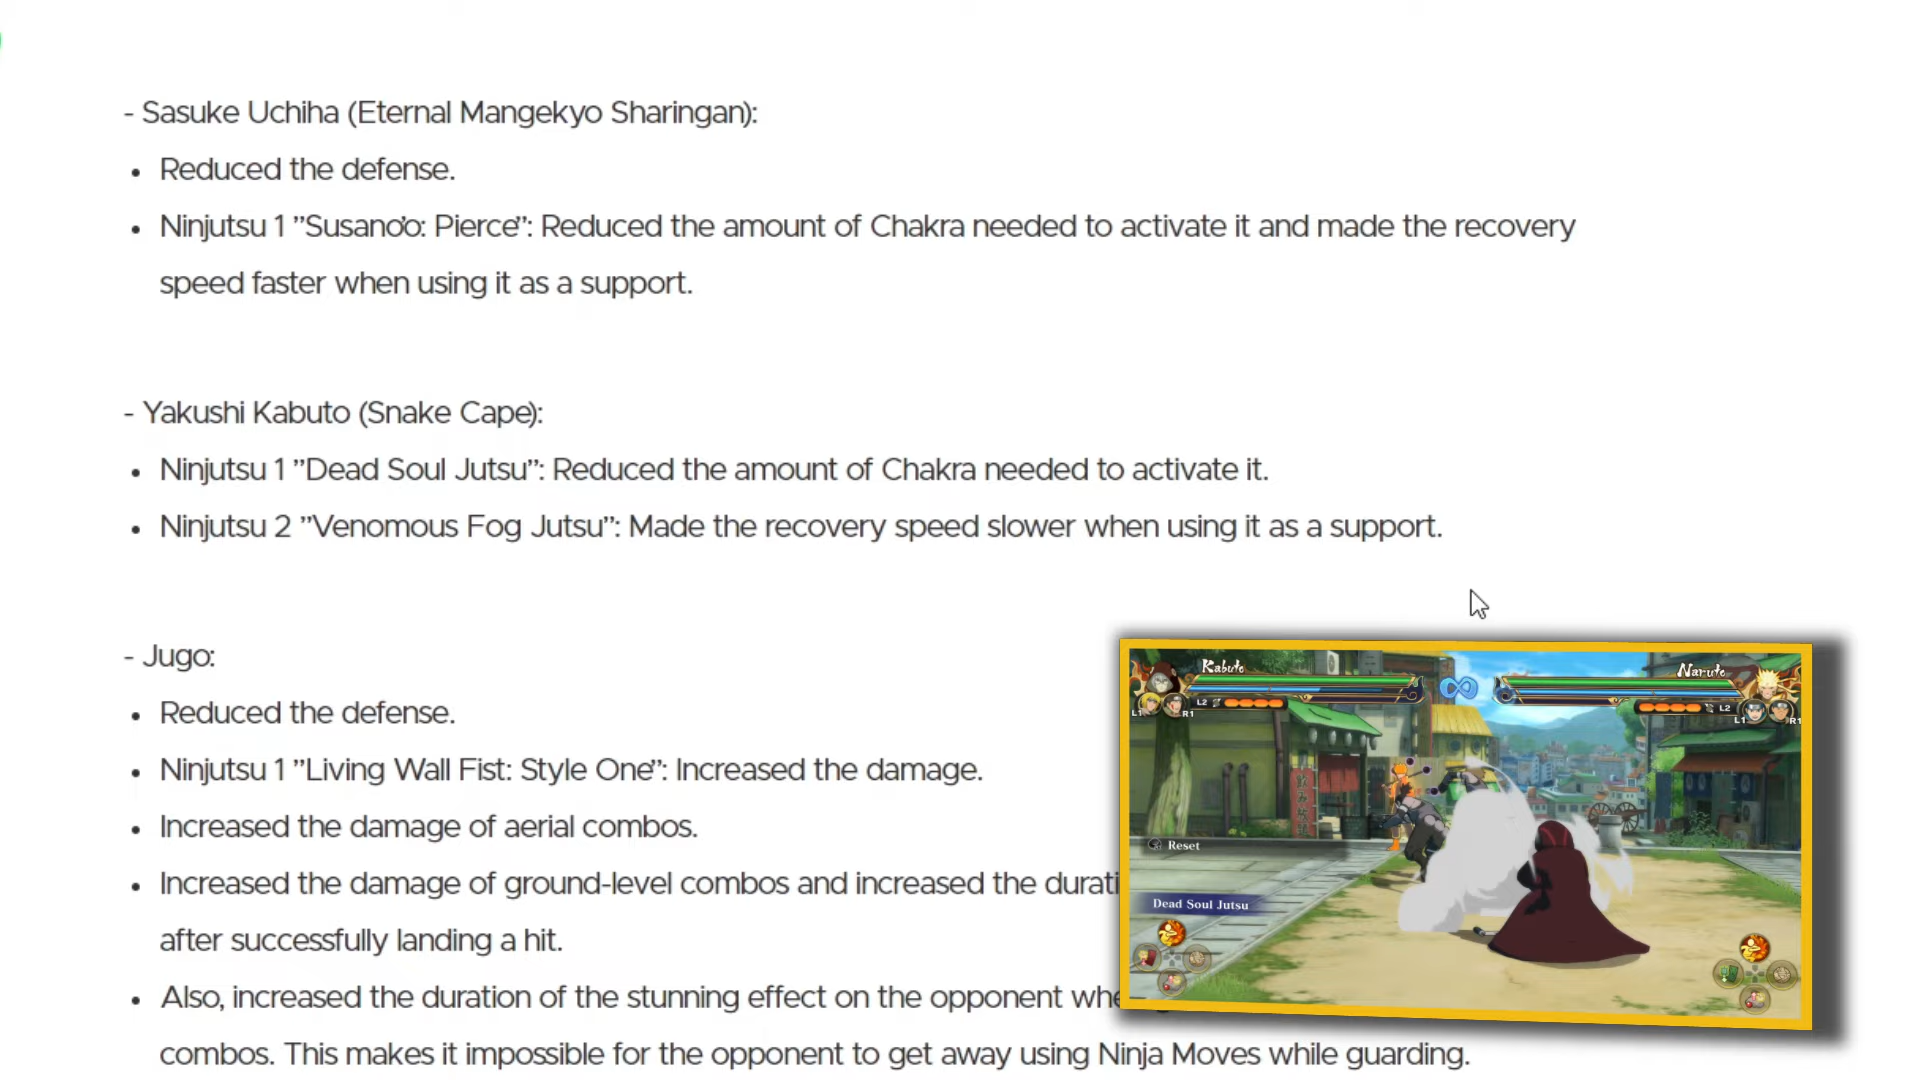 - Sasuke Uchiha (Eternal Mangekyo Sharingan):
• Reduced the defense.
• Ninjutsu 1 ”Susano’o: Pierce”: Reduced the amount of Chakra needed to activate it and made the recovery
speed faster when using it as a support.
- Yakushi Kabuto (Snake Cape):
• Ninjutsu 1 ”Dead Soul Jutsu”: Reduced the amount of Chakra needed to activate it.
• Ninjutsu 2 ”Venomous Fog Jutsu”: Made the recovery speed slower when using it as a support.
- Jugo:
• Reduced the defense.
• Ninjutsu 1 ”Living Wall Fist: Style One”: Increased the damage.
• Increased the damage of aerial combos.
• Increased the damage of ground-level combos and increased the durati
after successfully landing a hit.
• Also, increased the duration of the stunning effect on the opponent whe
combos. This makes it impossible for the opponent to get away using Ninja Moves while guarding.
Kabuto
Naruto
L2
L2
L1
R1
L1
R1
Reset
Dead Soul Jutsu